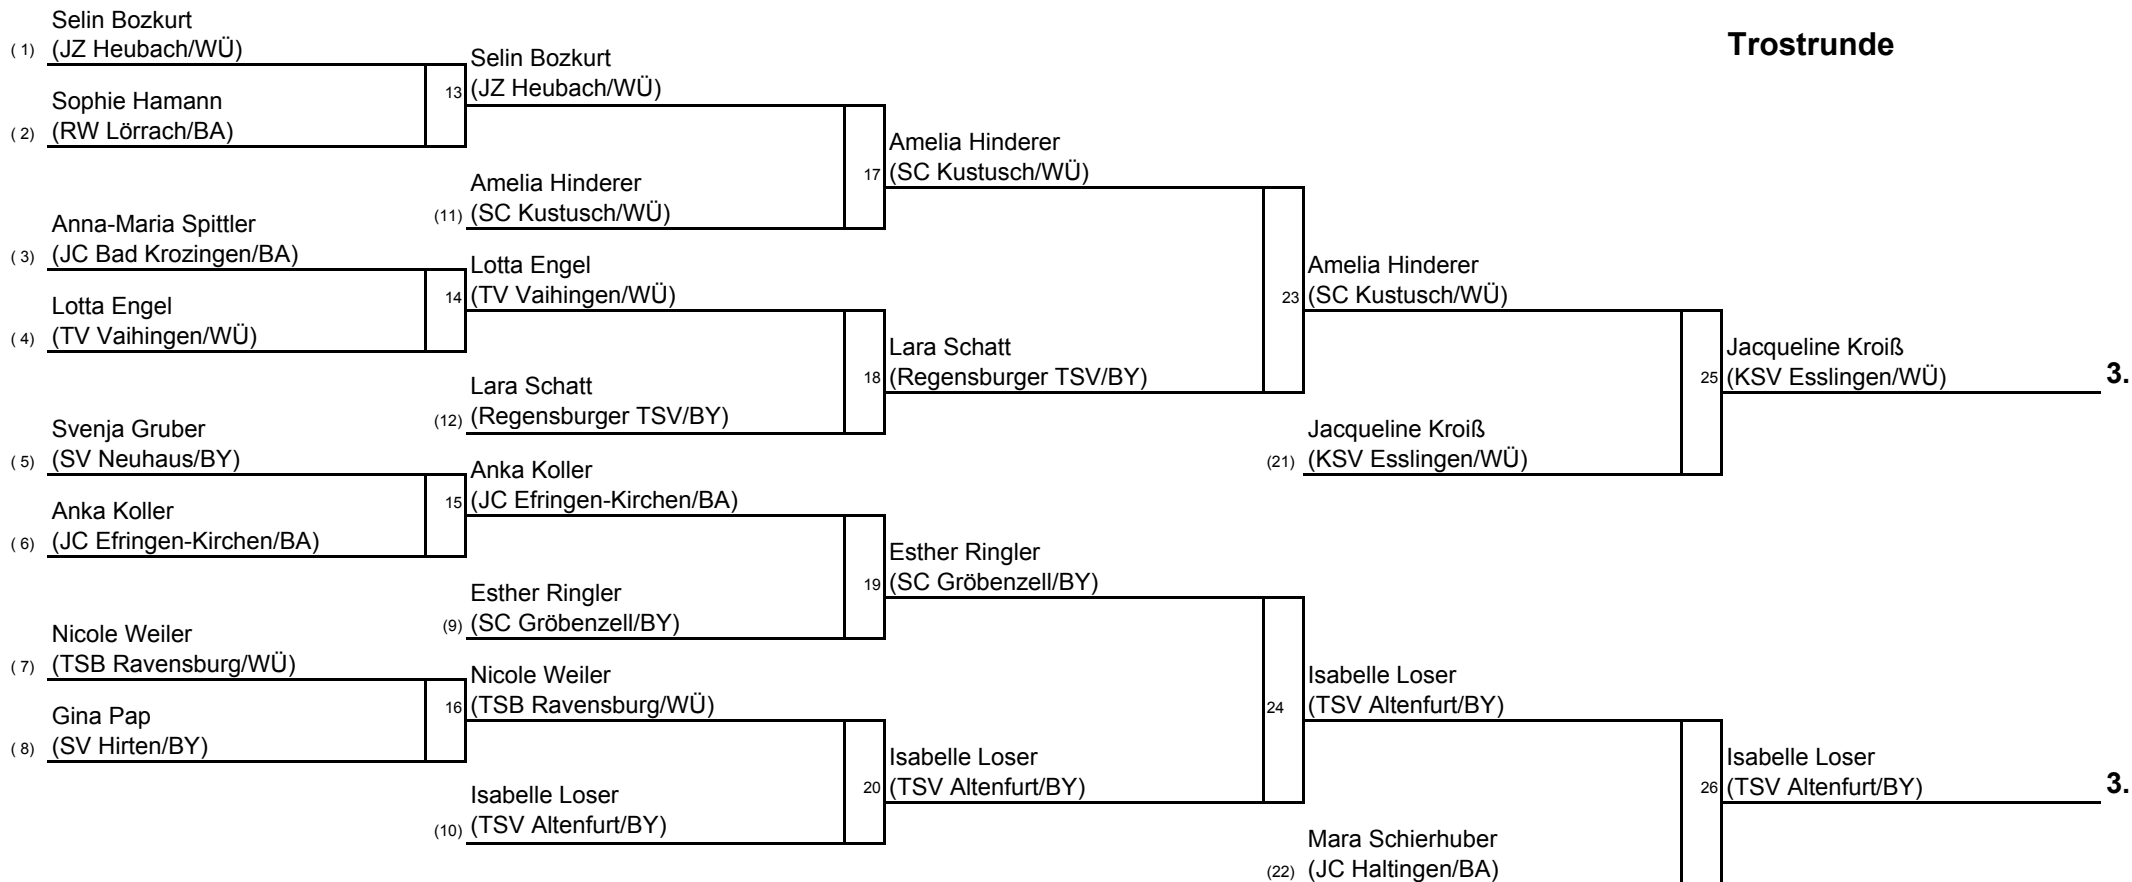 Trostrunde
Selin Bozkurt
( 1) (JZ Heubach/WÜ)
Sophie Hamann
( 2) (RW Lörrach/BA)
Anna-Maria Spittler
( 3) (JC Bad Krozingen/BA)
Lotta Engel
( 4) (TV Vaihingen/WÜ)
Svenja Gruber
( 5) (SV Neuhaus/BY)
Anka Koller
( 6) (JC Efringen-Kirchen/BA)
Nicole Weiler
( 7) (TSB Ravensburg/WÜ)
Gina Pap
( 8) (SV Hirten/BY)
Selin Bozkurt
13 (JZ Heubach/WÜ)
Amelia Hinderer
(11) (SC Kustusch/WÜ)
Lotta Engel
14 (TV Vaihingen/WÜ)
Lara Schatt
(12) (Regensburger TSV/BY)
Anka Koller
15 (JC Efringen-Kirchen/BA)
Esther Ringler
(9) (SC Gröbenzell/BY)
Nicole Weiler
16 (TSB Ravensburg/WÜ)
Isabelle Loser
(10) (TSV Altenfurt/BY)
Amelia Hinderer
17 (SC Kustusch/WÜ)
Lara Schatt
18 (Regensburger TSV/BY)
Esther Ringler
19 (SC Gröbenzell/BY)
Isabelle Loser
20 (TSV Altenfurt/BY)
Amelia Hinderer
23 (SC Kustusch/WÜ)
Jacqueline Kroiß
(21) (KSV Esslingen/WÜ)
Isabelle Loser
24 (TSV Altenfurt/BY)
Mara Schierhuber
(22) (JC Haltingen/BA)
Jacqueline Kroiß
25 (KSV Esslingen/WÜ) 3.
Isabelle Loser
26 (TSV Altenfurt/BY) 3.